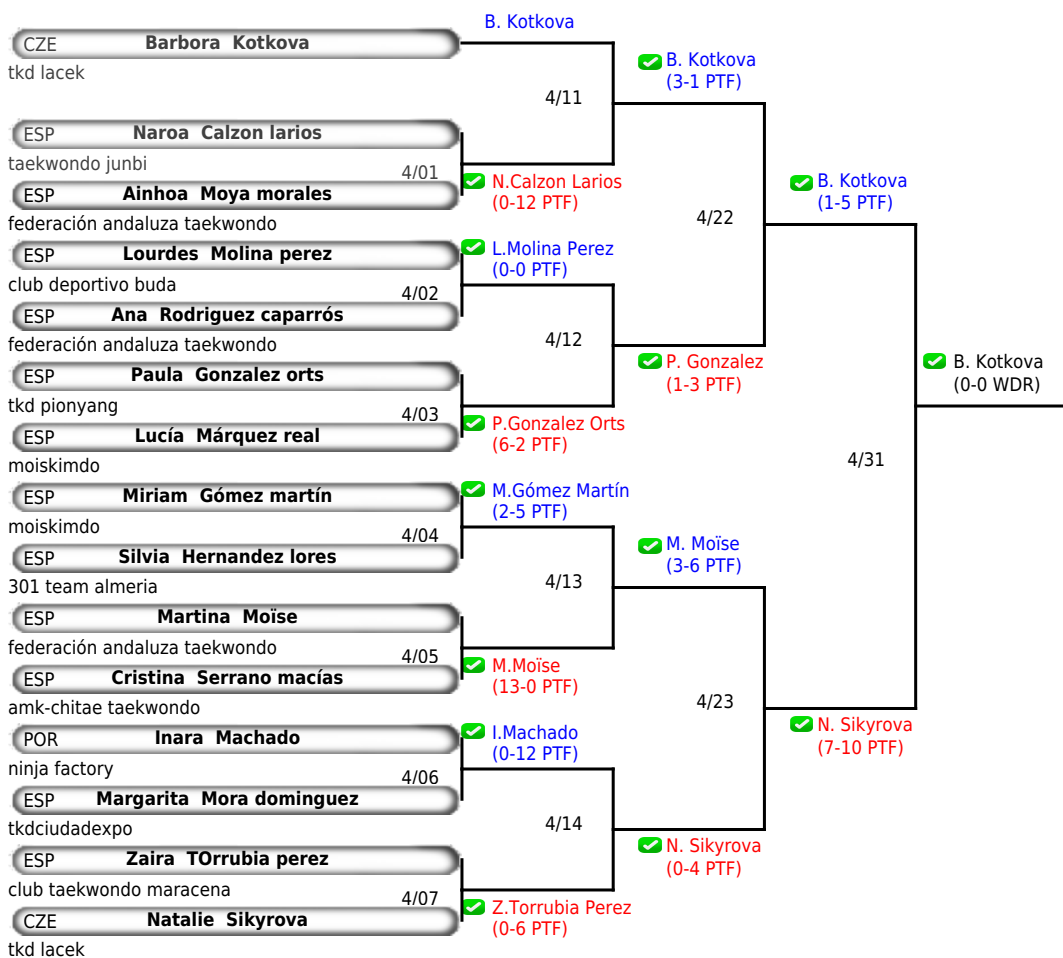 B. Kotkova
CZE Barbora Kotkova
tkd lacek
B. Kotkova
(3-1 PTF)
4/11
ESP Naroa Calzon larios
taekwondo junbi
4/01
N.Calzon Larios
(0-12 PTF)
ESP Ainhoa Moya morales
federación andaluza taekwondo
B. Kotkova
(1-5 PTF)
4/22
ESP Lourdes Molina perez
club deportivo buda
L.Molina Perez
(0-0 PTF)
4/02
ESP Ana Rodriguez caparrós
federación andaluza taekwondo
4/12
P. Gonzalez
(1-3 PTF)
B. Kotkova
(0-0 WDR)
ESP Paula Gonzalez orts
tkd pionyang
4/03
P.Gonzalez Orts
(6-2 PTF)
ESP Lucía Márquez real
moiskimdo
4/31
ESP Miriam Gómez martín
moiskimdo
M.Gómez Martín
(2-5 PTF)
4/04
ESP Silvia Hernandez lores
301 team almeria
M. Moïse
(3-6 PTF)
4/13
ESP Martina Moïse
federación andaluza taekwondo
4/05
M.Moïse
(13-0 PTF)
ESP Cristina Serrano macías
amk-chitae taekwondo
4/23
N. Sikyrova
(7-10 PTF)
POR Inara Machado
ninja factory
I.Machado
(0-12 PTF)
4/06
ESP Margarita Mora dominguez
tkdciudadexpo
4/14
N. Sikyrova
(0-4 PTF)
ESP Zaira TOrrubia perez
club taekwondo maracena
4/07
Z.Torrubia Perez
(0-6 PTF)
CZE Natalie Sikyrova
tkd lacek